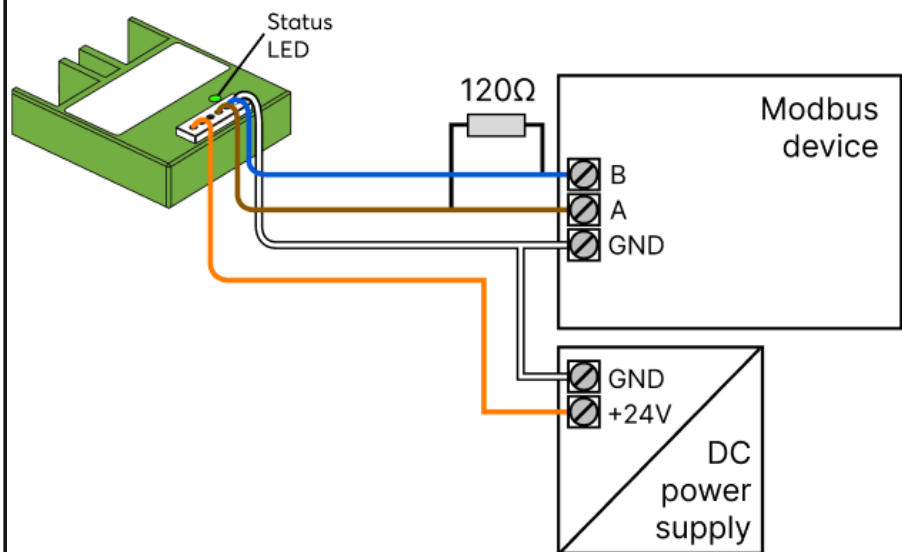 Status
LED
120Ω
Modbus
device
B
A
GND
GND
+24V
DC
power
supply